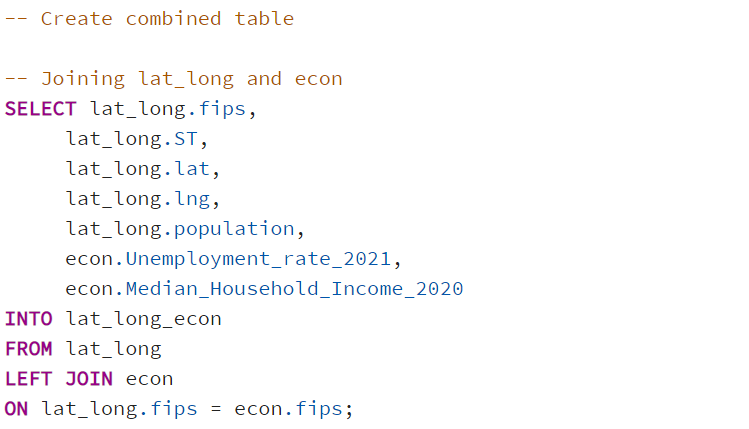 -- Create combined table
-- Joining lat_long and econ
SELECT lat_long.fips,
lat_long.ST,
lat_long.lat,
lat_long.lng,
lat_long.population,
econ.Unemployment_rate_2021,
econ.Median_Household_Income_2020
INTO lat_long_econ
FROM lat_long
LEFT JOIN econ
ON lat_long.fips = econ.fips;